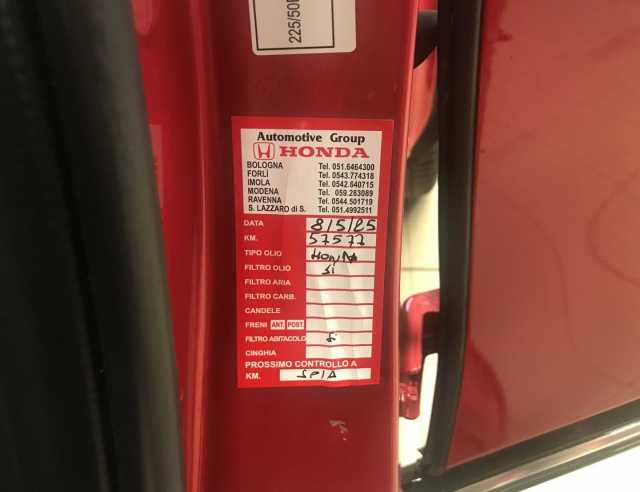 225/50
Automotive Group
HONDA
BOLOGNA Tel. 051.6464300
FORLÌ Tel. 0543.774318
IMOLA Tel. 0542.640715
MODENA Tel. 059.283089
RAVENNA Tel. 0544.501719
S. LAZZARO di S. Tel. 051.4992511
DATA 8/5/25
KM. 57577
TIPO OLIO HONDA
FILTRO OLIO Si
FILTRO ARIA
FILTRO CARB.
CANDELE
FRENI ANT. POST.
FILTRO ABITACOLO Si
CINGHIA
PROSSIMO CONTROLLO A
KM. SPIA